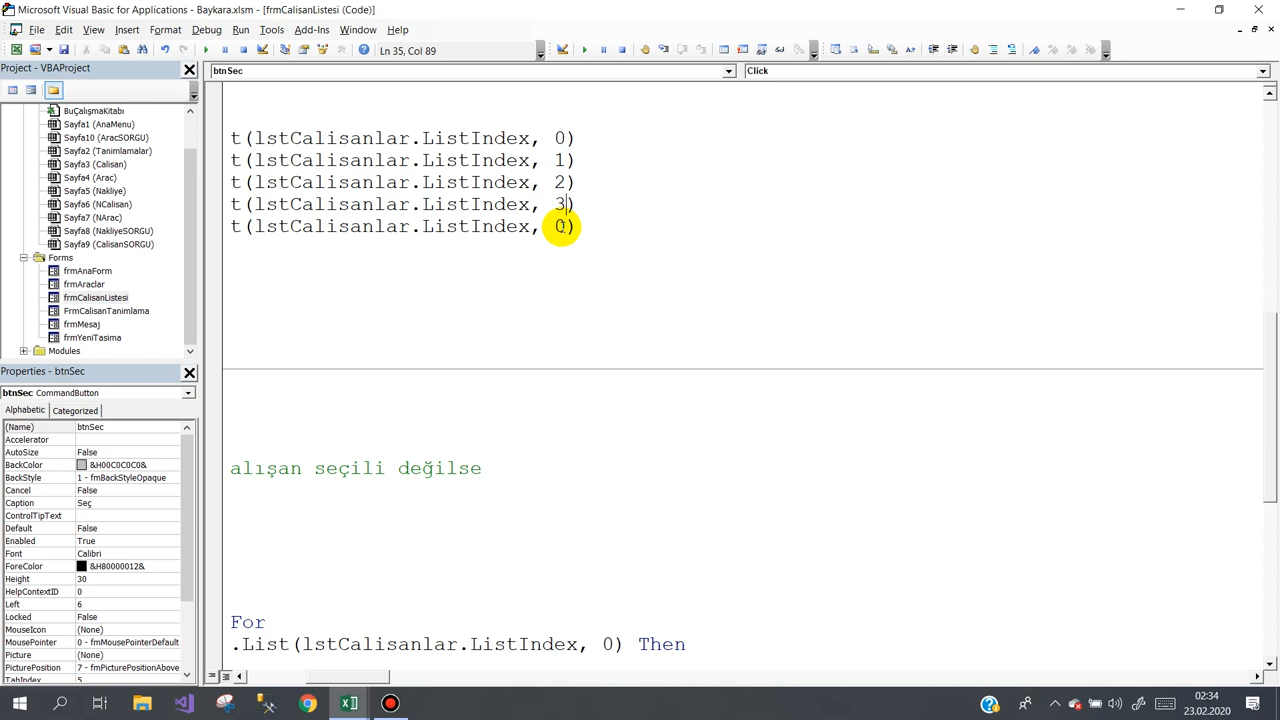 Microsoft Visual Basic for Applications - Baykara.xlsm - [frmCalisanListesi (Code)]
File Edit View Insert Format Debug Run Tools Add-Ins Window Help
Ln 35, Col 89
Project - VBAProject
btnSec
Click
BuÇalışmaKitabı
Sayfa1 (AnaMenu)
Sayfa10 (AracSORGU)
Sayfa2 (Tanimlamalar)
Sayfa3 (Calisan)
Sayfa4 (Arac)
Sayfa5 (Nakliye)
Sayfa6 (NCalisan)
Sayfa7 (NArac)
Sayfa8 (NakliyeSORGU)
Sayfa9 (CalisanSORGU)
Forms
frmAnaForm
frmAraclar
frmCalisanListesi
FrmCalisanTanimlama
frmMesaj
frmYeniTasima
Modules
Properties - btnSec
btnSec CommandButton
Alphabetic Categorized
(Name) btnSec
Accelerator
AutoSize False
BackColor &H00C0C0C0&
BackStyle 1 - fmBackStyleOpaque
Cancel False
Caption Seç
ControlTipText
Default False
Enabled True
Font Calibri
ForeColor &H80000012&
Height 30
HelpContextID 0
Left 6
Locked False
MouseIcon (None)
MousePointer 0 - fmMousePointerDefault
Picture (None)
PicturePosition 7 - fmPicturePositionAbove
TabIndex 5
t(lstCalisanlar.ListIndex, 0)
t(lstCalisanlar.ListIndex, 1)
t(lstCalisanlar.ListIndex, 2)
t(lstCalisanlar.ListIndex, 3)
t(lstCalisanlar.ListIndex, 0)
alışan seçili değilse
For
.List(lstCalisanlar.ListIndex, 0) Then
02:34
23.02.2020